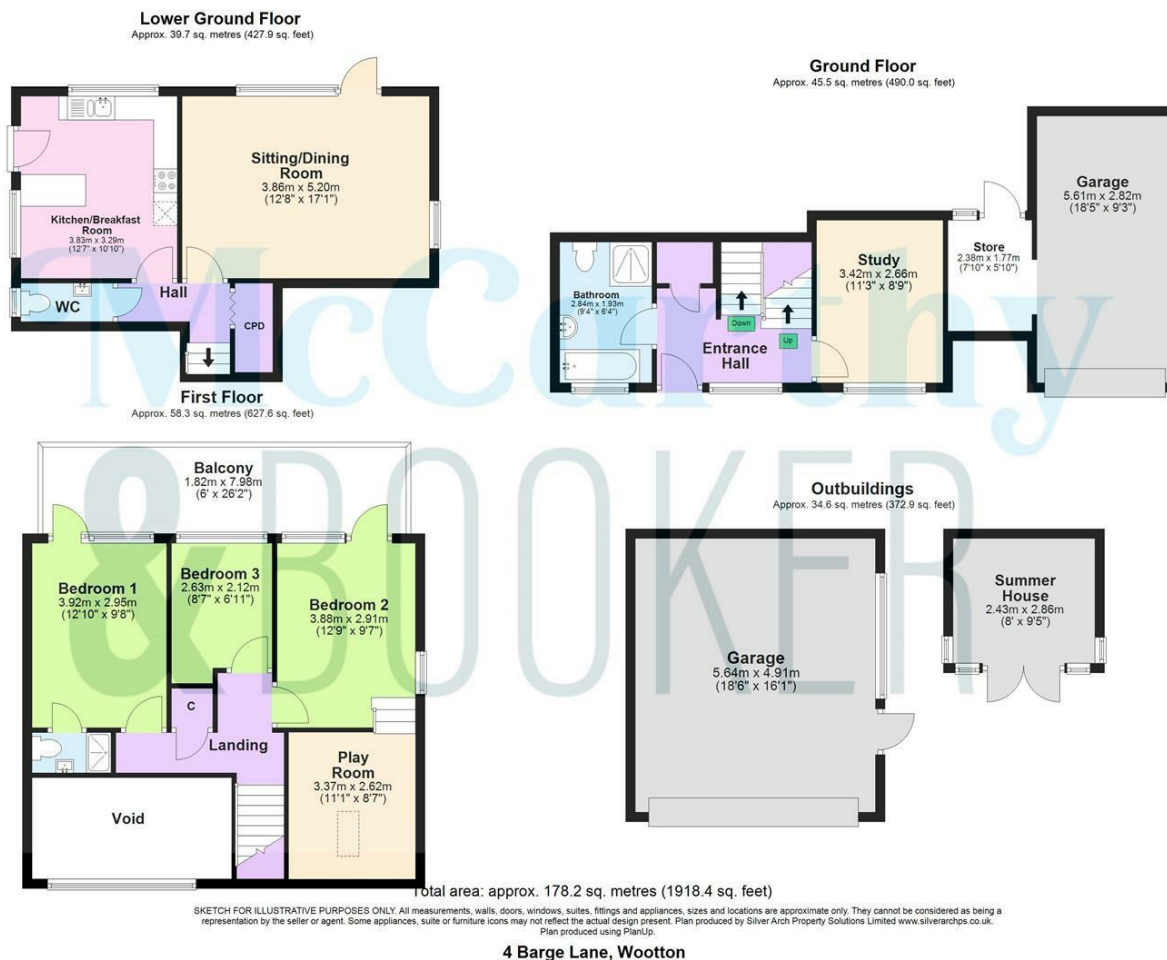 Lower Ground Floor
Approx. 39.7 sq. metres (427.9 sq. feet)
Kitchen/Breakfast
Room
3.83m x 3.29m
(12'7" x 10'10")
Sitting/Dining
Room
3.86m x 5.20m
(12'8" x 17'1")
WC
Hall
CPD
Ground Floor
Approx. 45.5 sq. metres (490.0 sq. feet)
Bathroom
2.84m x 1.93m
(9'4" x 6'4")
Down
Up
Entrance
Hall
Study
3.42m x 2.66m
(11'3" x 8'9")
Store
2.38m x 1.77m
(7'10" x 5'10")
Garage
5.61m x 2.82m
(18'5" x 9'3")
McCarthy
&BOOKER
First Floor
Approx. 58.3 sq. metres (627.6 sq. feet)
Balcony
1.82m x 7.98m
(6' x 26'2")
Bedroom 1
3.92m x 2.95m
(12'10" x 9'8")
Bedroom 3
2.63m x 2.12m
(8'7" x 6'11")
Bedroom 2
3.88m x 2.91m
(12'9" x 9'7")
C
Landing
Play
Room
3.37m x 2.62m
(11'1" x 8'7")
Void
Outbuildings
Approx. 34.6 sq. metres (372.9 sq. feet)
Garage
5.64m x 4.91m
(18'6" x 16'1")
Summer
House
2.43m x 2.86m
(8' x 9'5")
Total area: approx. 178.2 sq. metres (1918.4 sq. feet)
SKETCH FOR ILLUSTRATIVE PURPOSES ONLY. All measurements, walls, doors, windows, suites, fittings and appliances, sizes and locations are approximate only. They cannot be considered as being a
representation by the seller or agent. Some appliances, suite or furniture icons may not reflect the actual design present. Plan produced by Silver Arch Property Solutions Limited www.silverarchps.co.uk.
Plan produced using PlanUp.
4 Barge Lane, Wootton